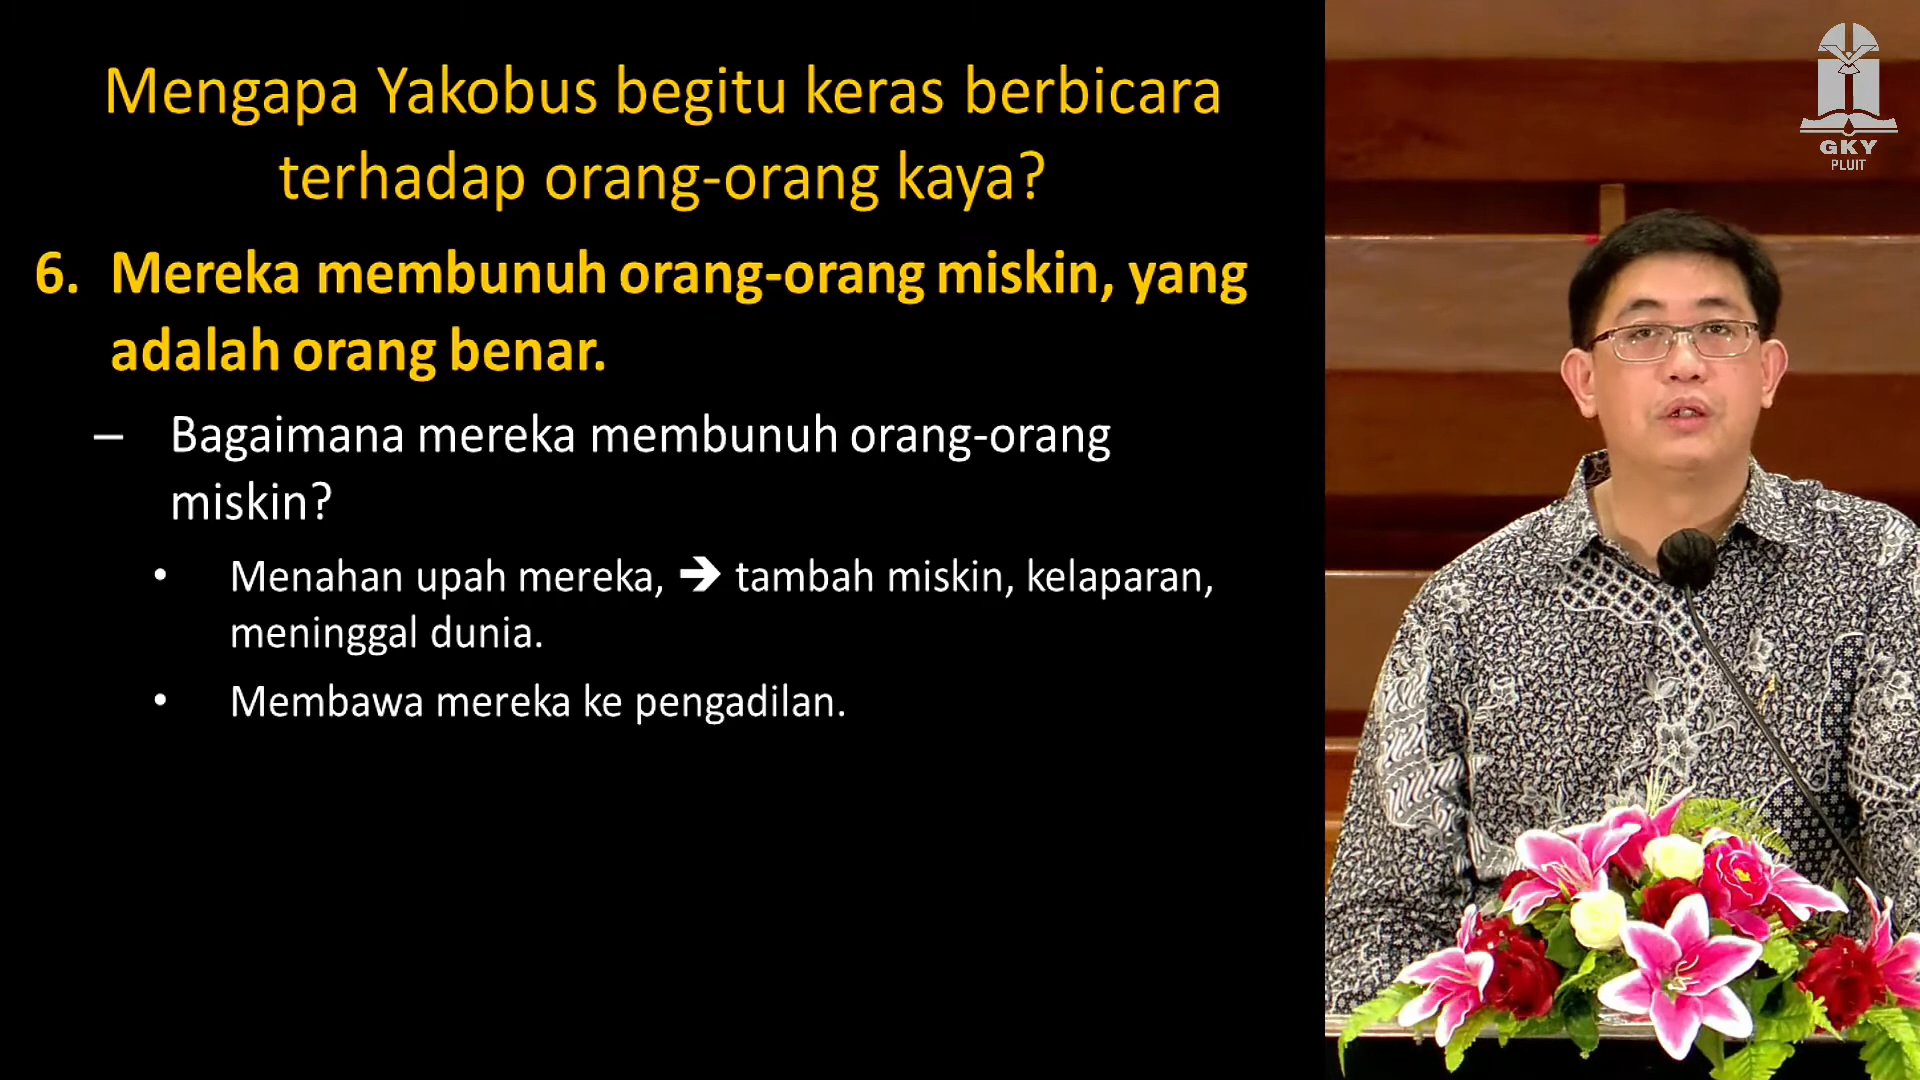 Mengapa Yakobus begitu keras berbicara
terhadap orang-orang kaya?
6. Mereka membunuh orang-orang miskin, yang
adalah orang benar.
– Bagaimana mereka membunuh orang-orang
miskin?
• Menahan upah mereka, ➔ tambah miskin, kelaparan,
meninggal dunia.
• Membawa mereka ke pengadilan.
GKY
PLUIT